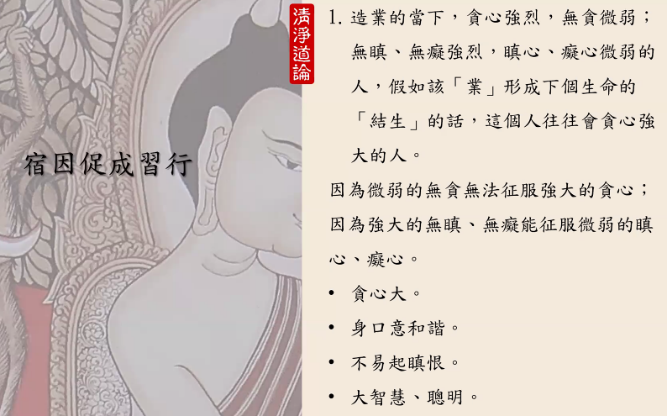 宿因促成習行
清淨道論
1. 造業的當下，貪心強烈，無貪微弱；
無瞋、無癡強烈，瞋心、癡心微弱的
人，假如該「業」形成下個生命的
「結生」的話，這個人往往會貪心強
大的人。
因為微弱的無貪無法征服強大的貪心；
因為強大的無瞋、無癡能征服微弱的瞋
心、癡心。
• 貪心大。
• 身口意和諧。
• 不易起瞋恨。
• 大智慧、聰明。